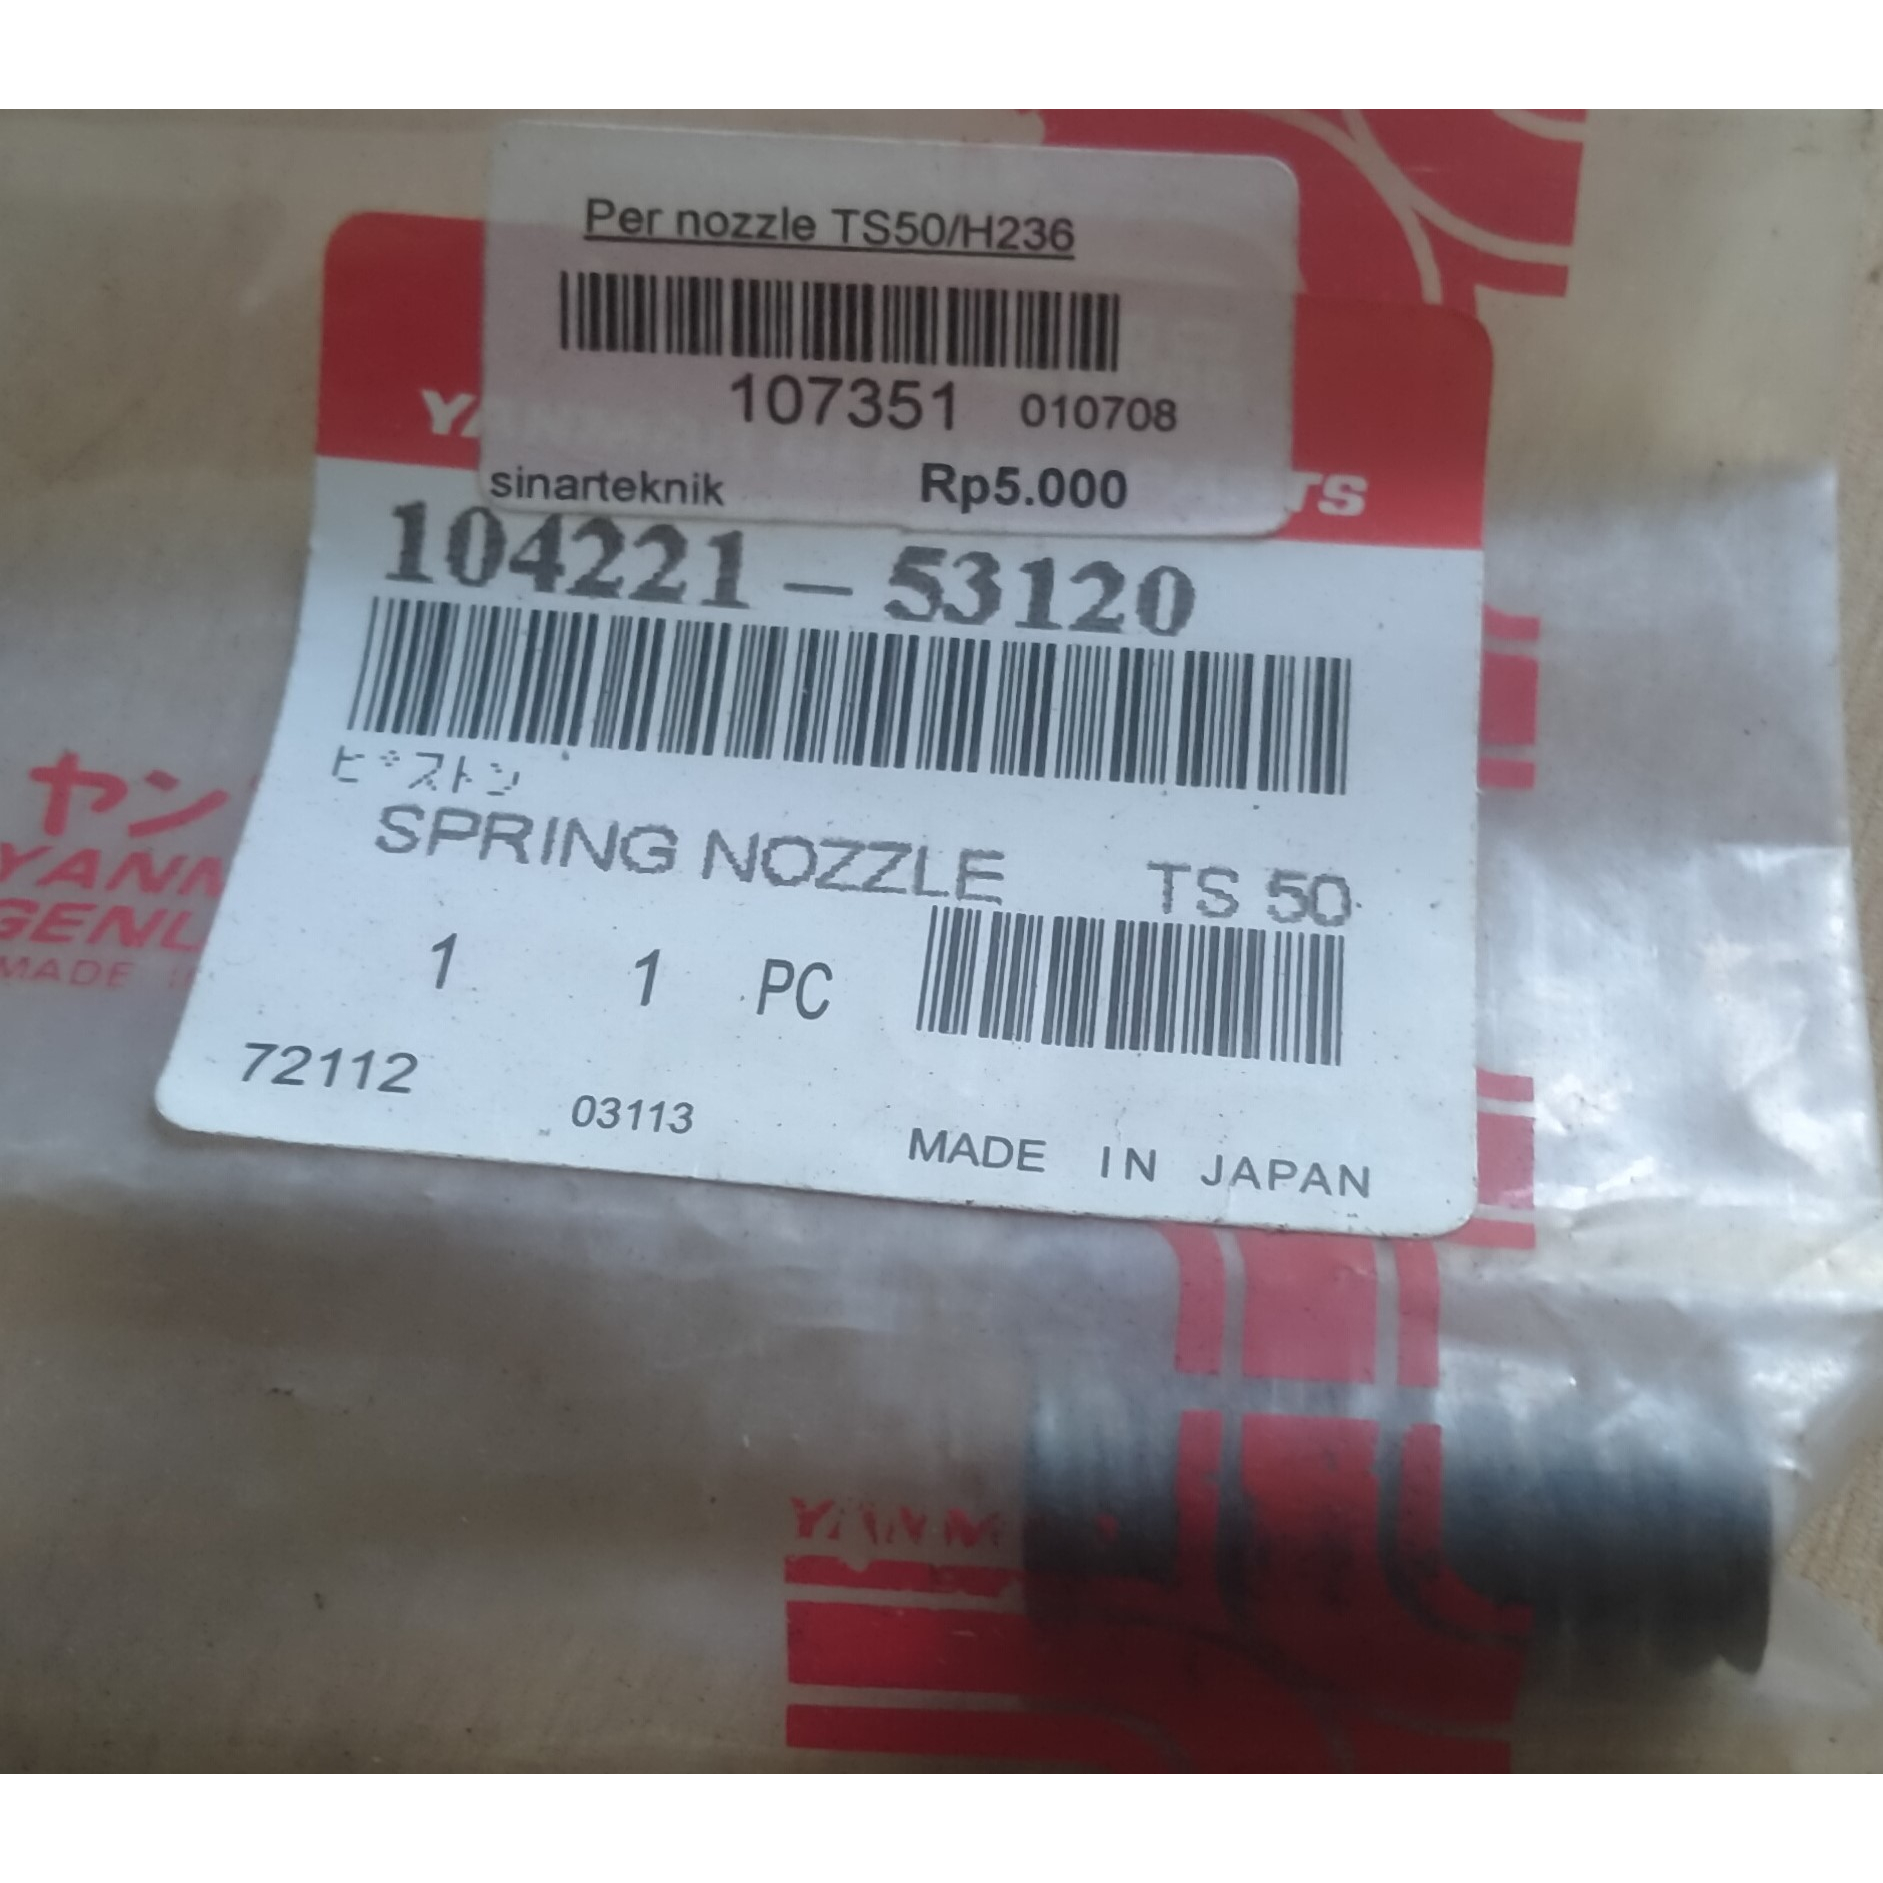 Per nozzle TS50/H236
107351 010708
sinarteknik Rp5.000
104221-53120
ピストン
SPRING NOZZLE TS 50
1 1 PC
72112
03113
MADE IN JAPAN